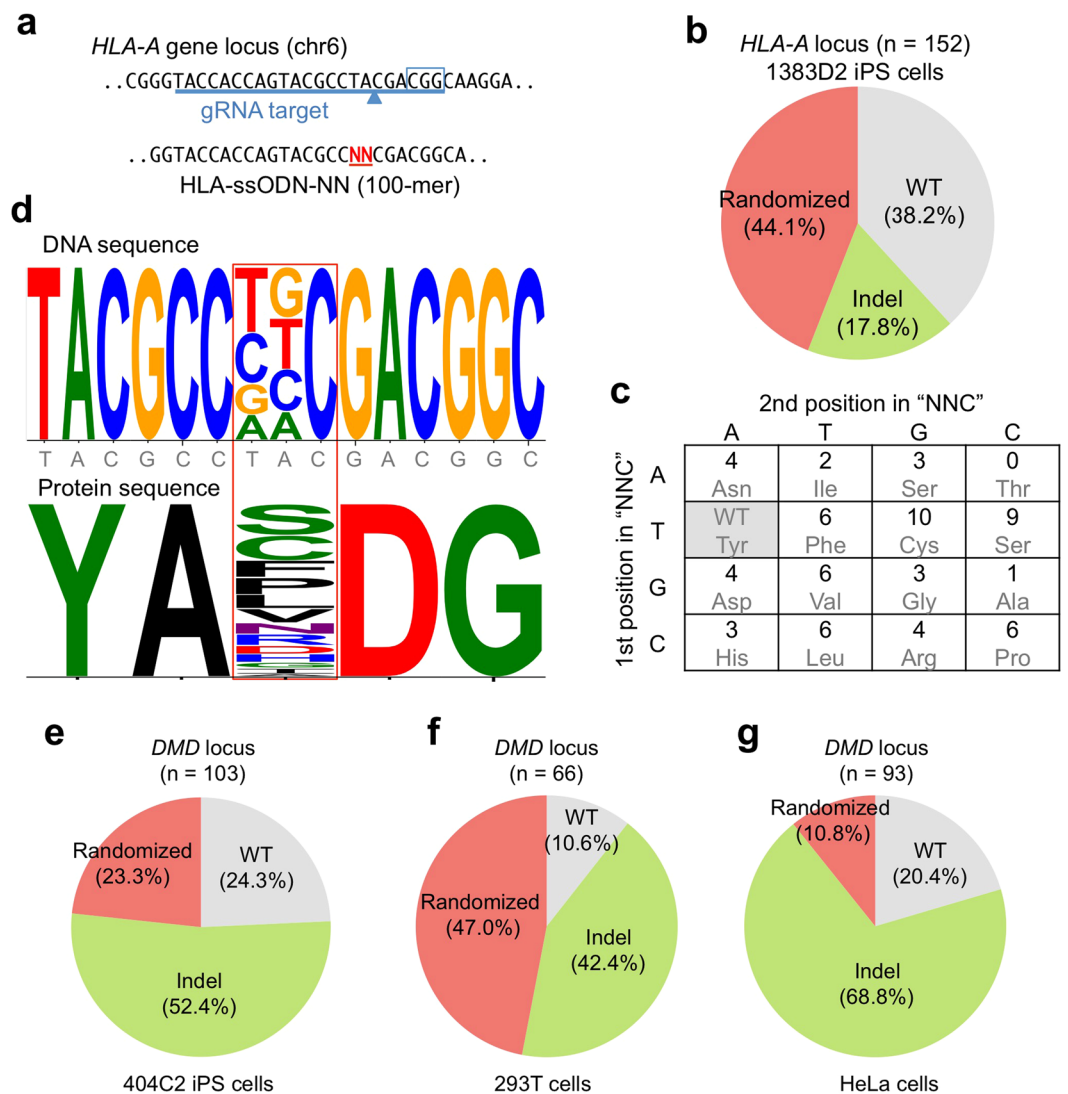 a
HLA-A gene locus (chr6)
..CGGGTACCACCAGTACGCCTACGACGGCAAGGA..
gRNA target
..GGTACCACCAGTACGCCNNCGACGGCA..
HLA-ssODN-NN (100-mer)
b
HLA-A locus (n = 152)
1383D2 iPS cells
Randomized
(44.1%)
WT
(38.2%)
Indel
(17.8%)
d
DNA sequence
TACGCCTGCGACGGC
TT
CC
GA
A
T A C G C C T A C G A C G G C
Protein sequence
YASDG
C
F
P
L
V
N
R
D
H
G
I
A
c
2nd position in “NNC”
1st position in “NNC”
A T G C
A 4 2 3 0
Asn Ile Ser Thr
T WT 6 10 9
Tyr Phe Cys Ser
G 4 6 3 1
Asp Val Gly Ala
C 3 6 4 6
His Leu Arg Pro
e
DMD locus
(n = 103)
Randomized
(23.3%)
WT
(24.3%)
Indel
(52.4%)
404C2 iPS cells
f
DMD locus
(n = 66)
WT
(10.6%)
Randomized
(47.0%)
Indel
(42.4%)
293T cells
g
DMD locus
(n = 93)
Randomized
(10.8%)
WT
(20.4%)
Indel
(68.8%)
HeLa cells